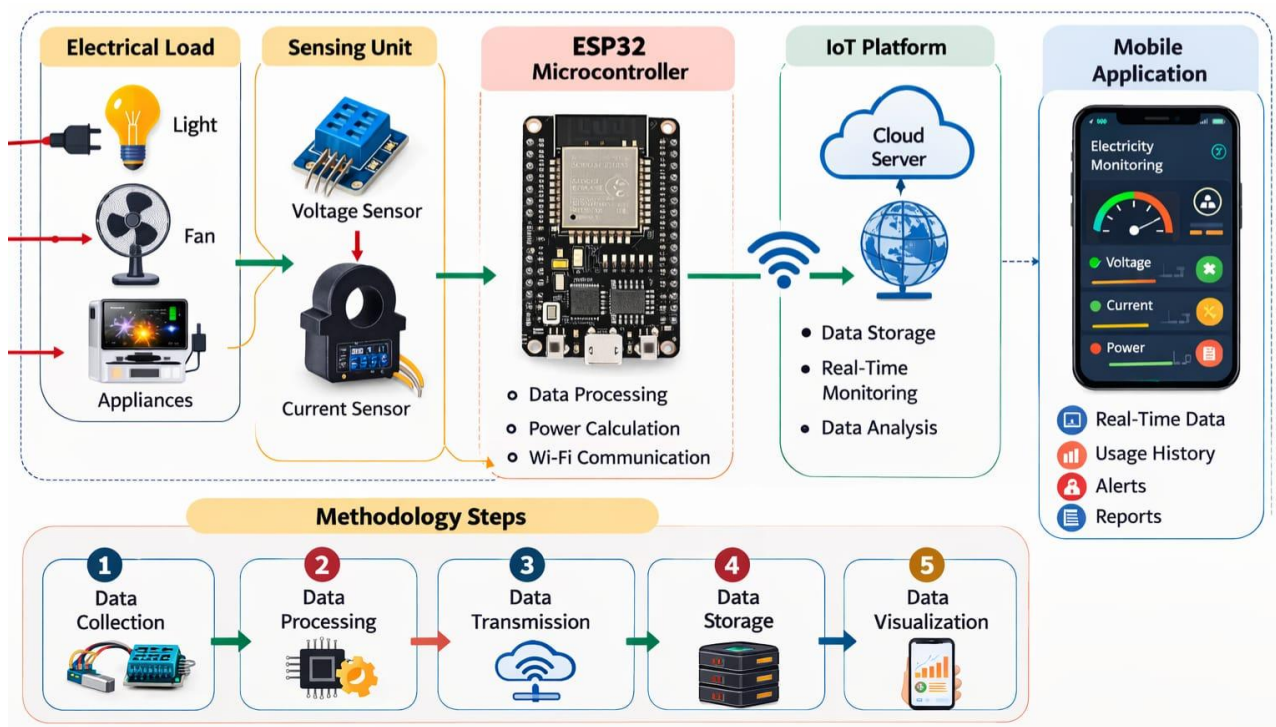 Electrical Load
Light
Fan
Appliances
Sensing Unit
Voltage Sensor
Current Sensor
ESP32
Microcontroller
Data Processing
Power Calculation
Wi-Fi Communication
IoT Platform
Cloud
Server
Data Storage
Real-Time
Monitoring
Data Analysis
Mobile
Application
Electricity
Monitoring
Voltage
Current
Power
Real-Time Data
Usage History
Alerts
Reports
Methodology Steps
1
Data
Collection
2
Data
Processing
3
Data
Transmission
4
Data
Storage
5
Data
Visualization